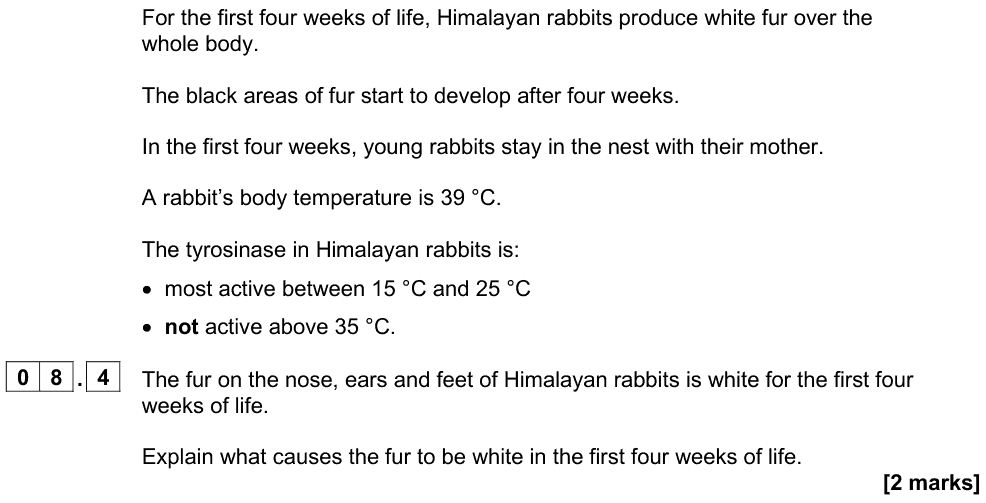 For the first four weeks of life, Himalayan rabbits produce white fur over the
whole body.
The black areas of fur start to develop after four weeks.
In the first four weeks, young rabbits stay in the nest with their mother.
A rabbit's body temperature is 39 °C.
The tyrosinase in Himalayan rabbits is:
• most active between 15 °C and 25 °C
• not active above 35 °C.
0 8 . 4 The fur on the nose, ears and feet of Himalayan rabbits is white for the first four
weeks of life.
Explain what causes the fur to be white in the first four weeks of life.
[2 marks]